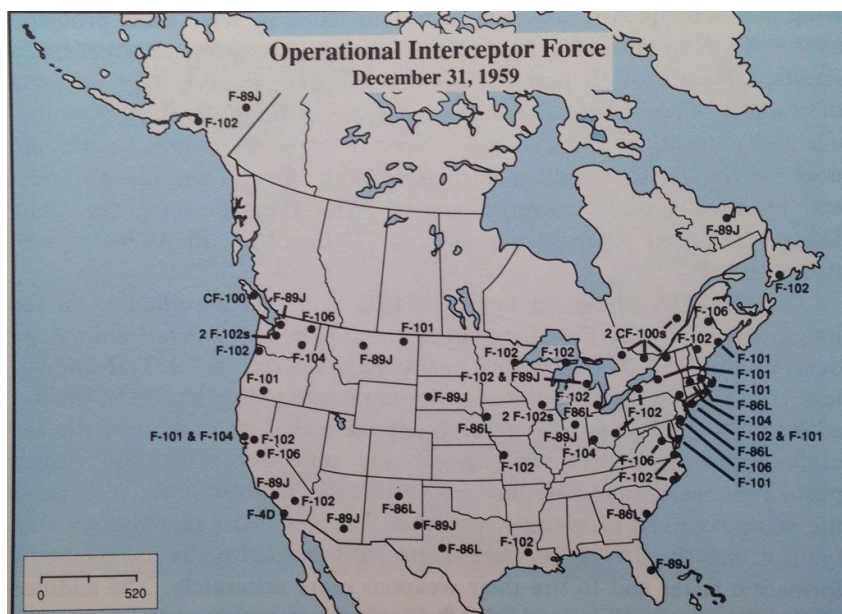 Operational Interceptor Force
December 31, 1959
F-89J
F-102
F-89J
F-102
CF-100
F-89J
F-106
2 F-102s
F-102
F-104
F-89J
F-101
F-101
F-102
F-102
2 CF-100s
F-106
F-102
F-101
F-101
F-101
F-102 & F89J
F-102
F-89J
F-86L
2 F-102s
F86L
F-102
F-86L
F-104
F-102 & F-101
F-86L
F-106
F-101
F-101 & F-104
F-102
F-106
F-89J
F-104
F-106
F-102
F-102
F-89J
F-102
F-4D
F-89J
F-86L
F-89J
F-86L
F-102
F-86L
F-89J
0 520